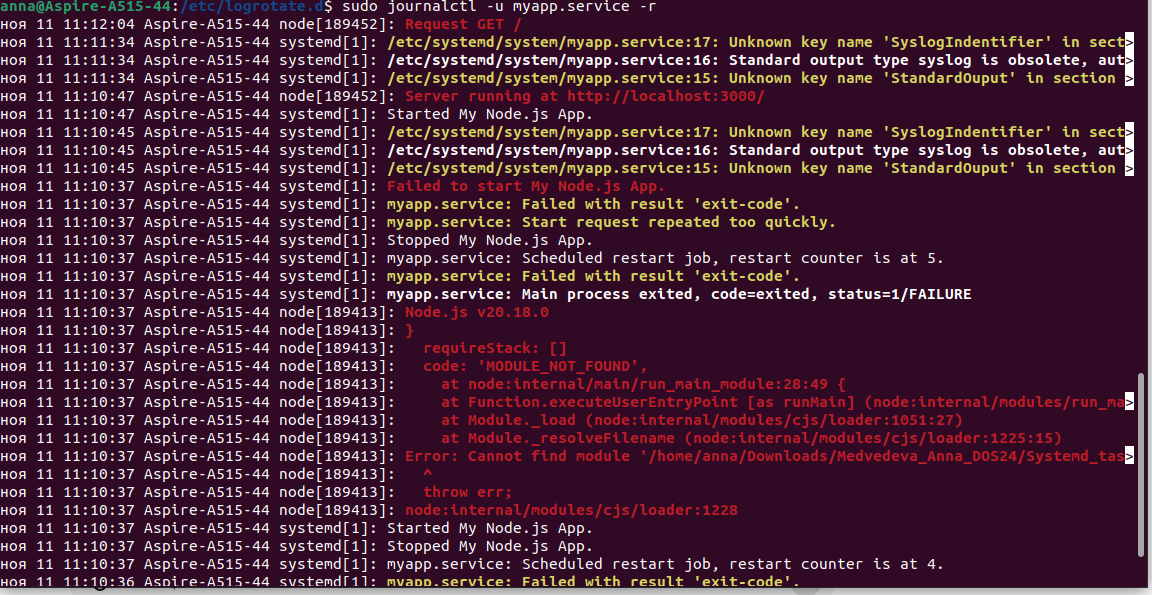 anna@Aspire-A515-44:/etc/logrotate.d$ sudo journalctl -u myapp.service -r
ноя 11 11:12:04 Aspire-A515-44 node[189452]: Request GET /
ноя 11 11:11:34 Aspire-A515-44 systemd[1]: /etc/systemd/system/myapp.service:17: Unknown key name 'SyslogIndentifier' in sect>
ноя 11 11:11:34 Aspire-A515-44 systemd[1]: /etc/systemd/system/myapp.service:16: Standard output type syslog is obsolete, aut>
ноя 11 11:11:34 Aspire-A515-44 systemd[1]: /etc/systemd/system/myapp.service:15: Unknown key name 'StandardOuput' in section >
ноя 11 11:10:47 Aspire-A515-44 node[189452]: Server running at http://localhost:3000/
ноя 11 11:10:47 Aspire-A515-44 systemd[1]: Started My Node.js App.
ноя 11 11:10:45 Aspire-A515-44 systemd[1]: /etc/systemd/system/myapp.service:17: Unknown key name 'SyslogIndentifier' in sect>
ноя 11 11:10:45 Aspire-A515-44 systemd[1]: /etc/systemd/system/myapp.service:16: Standard output type syslog is obsolete, aut>
ноя 11 11:10:45 Aspire-A515-44 systemd[1]: /etc/systemd/system/myapp.service:15: Unknown key name 'StandardOuput' in section >
ноя 11 11:10:37 Aspire-A515-44 systemd[1]: Failed to start My Node.js App.
ноя 11 11:10:37 Aspire-A515-44 systemd[1]: myapp.service: Failed with result 'exit-code'.
ноя 11 11:10:37 Aspire-A515-44 systemd[1]: myapp.service: Start request repeated too quickly.
ноя 11 11:10:37 Aspire-A515-44 systemd[1]: Stopped My Node.js App.
ноя 11 11:10:37 Aspire-A515-44 systemd[1]: myapp.service: Scheduled restart job, restart counter is at 5.
ноя 11 11:10:37 Aspire-A515-44 systemd[1]: myapp.service: Failed with result 'exit-code'.
ноя 11 11:10:37 Aspire-A515-44 systemd[1]: myapp.service: Main process exited, code=exited, status=1/FAILURE
ноя 11 11:10:37 Aspire-A515-44 node[189413]: Node.js v20.18.0
ноя 11 11:10:37 Aspire-A515-44 node[189413]: }
ноя 11 11:10:37 Aspire-A515-44 node[189413]:   requireStack: []
ноя 11 11:10:37 Aspire-A515-44 node[189413]:   code: 'MODULE_NOT_FOUND',
ноя 11 11:10:37 Aspire-A515-44 node[189413]:     at node:internal/main/run_main_module:28:49 {
ноя 11 11:10:37 Aspire-A515-44 node[189413]:     at Function.executeUserEntryPoint [as runMain] (node:internal/modules/run_ma>
ноя 11 11:10:37 Aspire-A515-44 node[189413]:     at Module._load (node:internal/modules/cjs/loader:1051:27)
ноя 11 11:10:37 Aspire-A515-44 node[189413]:     at Module._resolveFilename (node:internal/modules/cjs/loader:1225:15)
ноя 11 11:10:37 Aspire-A515-44 node[189413]: Error: Cannot find module '/home/anna/Downloads/Medvedeva_Anna_DOS24/Systemd_tas>
ноя 11 11:10:37 Aspire-A515-44 node[189413]:   ^
ноя 11 11:10:37 Aspire-A515-44 node[189413]:   throw err;
ноя 11 11:10:37 Aspire-A515-44 node[189413]: node:internal/modules/cjs/loader:1228
ноя 11 11:10:37 Aspire-A515-44 systemd[1]: Started My Node.js App.
ноя 11 11:10:37 Aspire-A515-44 systemd[1]: Stopped My Node.js App.
ноя 11 11:10:37 Aspire-A515-44 systemd[1]: myapp.service: Scheduled restart job, restart counter is at 4.
ноя 11 11:10:36 Aspire-A515-44 systemd[1]: myapp.service: Failed with result 'exit-code'.